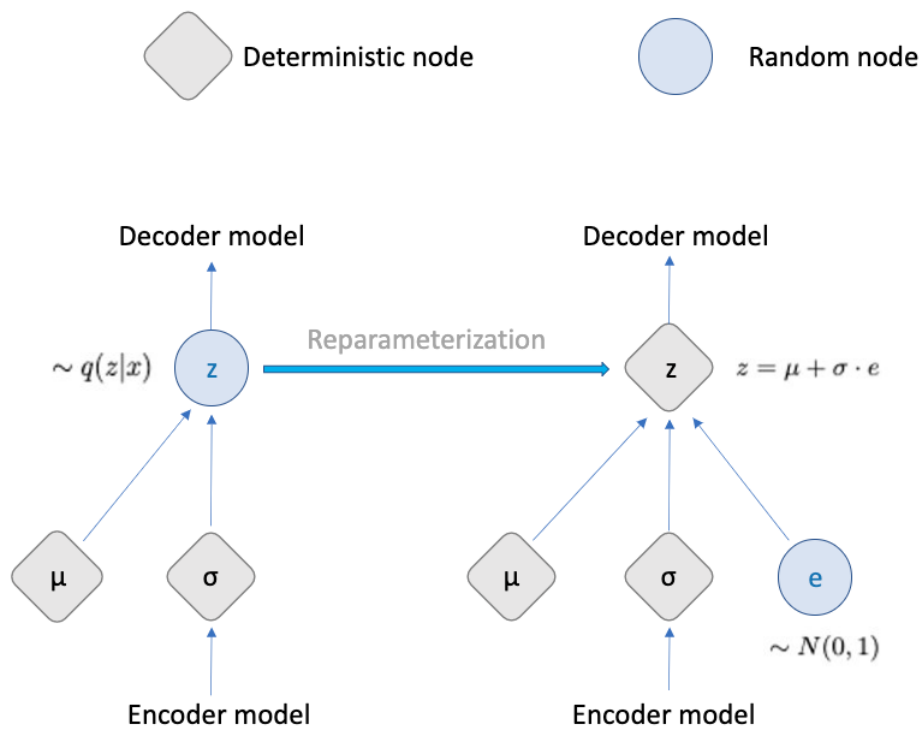 Deterministic node
Random node
Decoder model
Decoder model
Reparameterization
∼ q(z|x)
z
z
z = μ + σ · e
μ
σ
μ
σ
e
∼ N(0, 1)
Encoder model
Encoder model